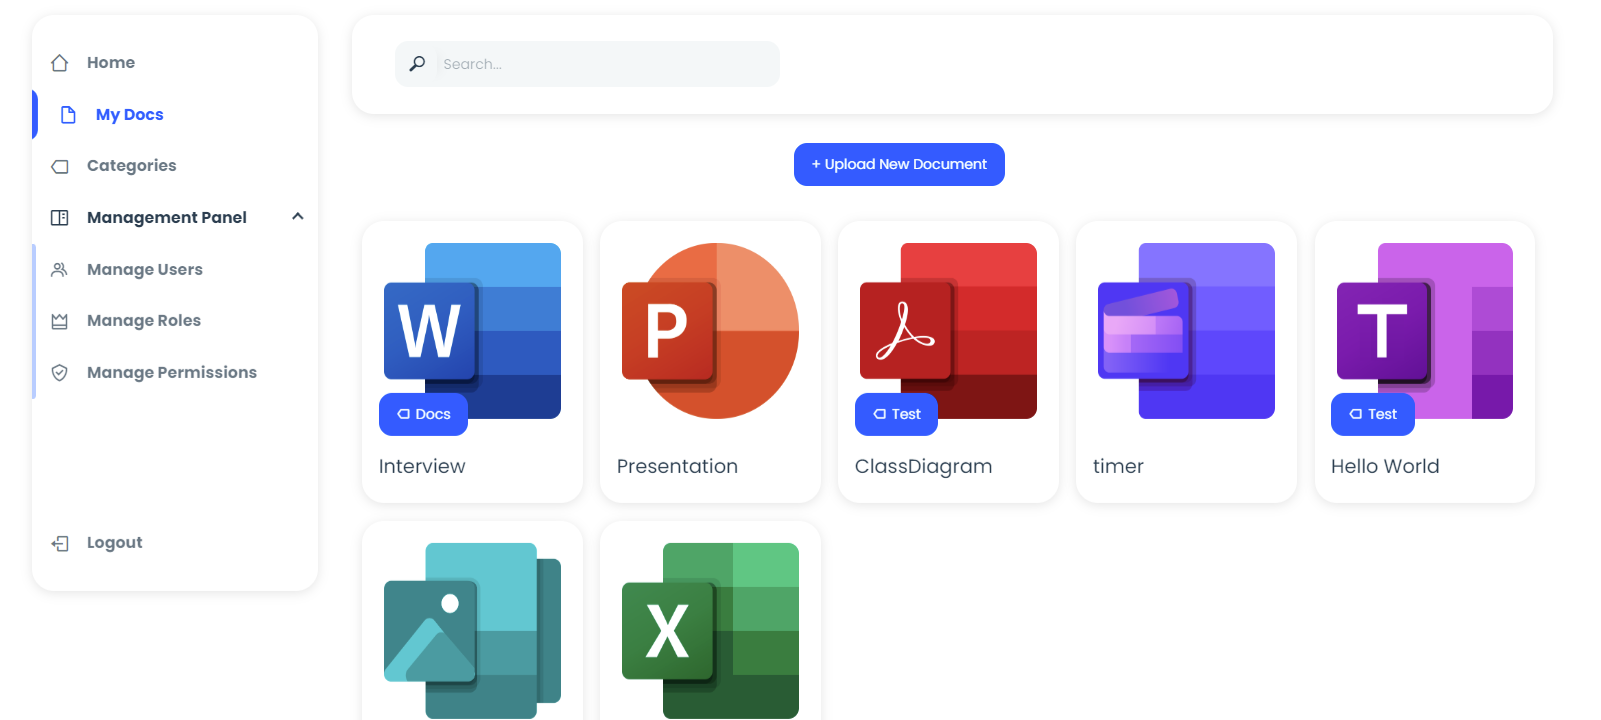 Home
My Docs
Categories
Management Panel
Manage Users
Manage Roles
Manage Permissions
Logout
Search...
+ Upload New Document
W
Docs
Interview
P
Presentation
Test
ClassDiagram
timer
T
Test
Hello World
X